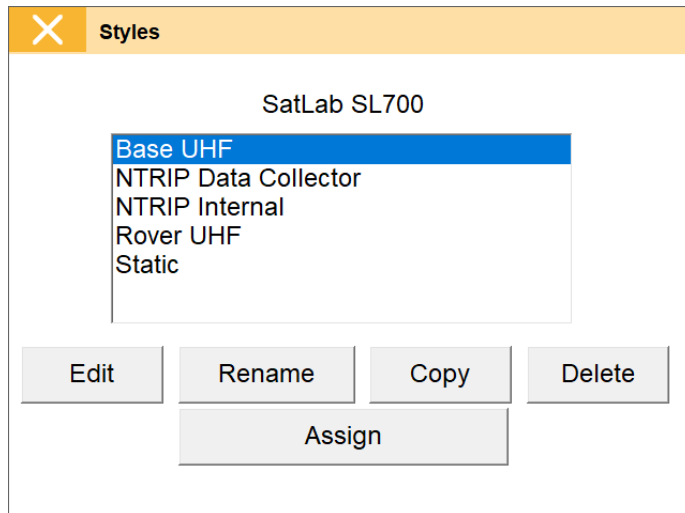 Styles
SatLab SL700
Base UHF
NTRIP Data Collector
NTRIP Internal
Rover UHF
Static
Edit Rename Copy Delete
Assign